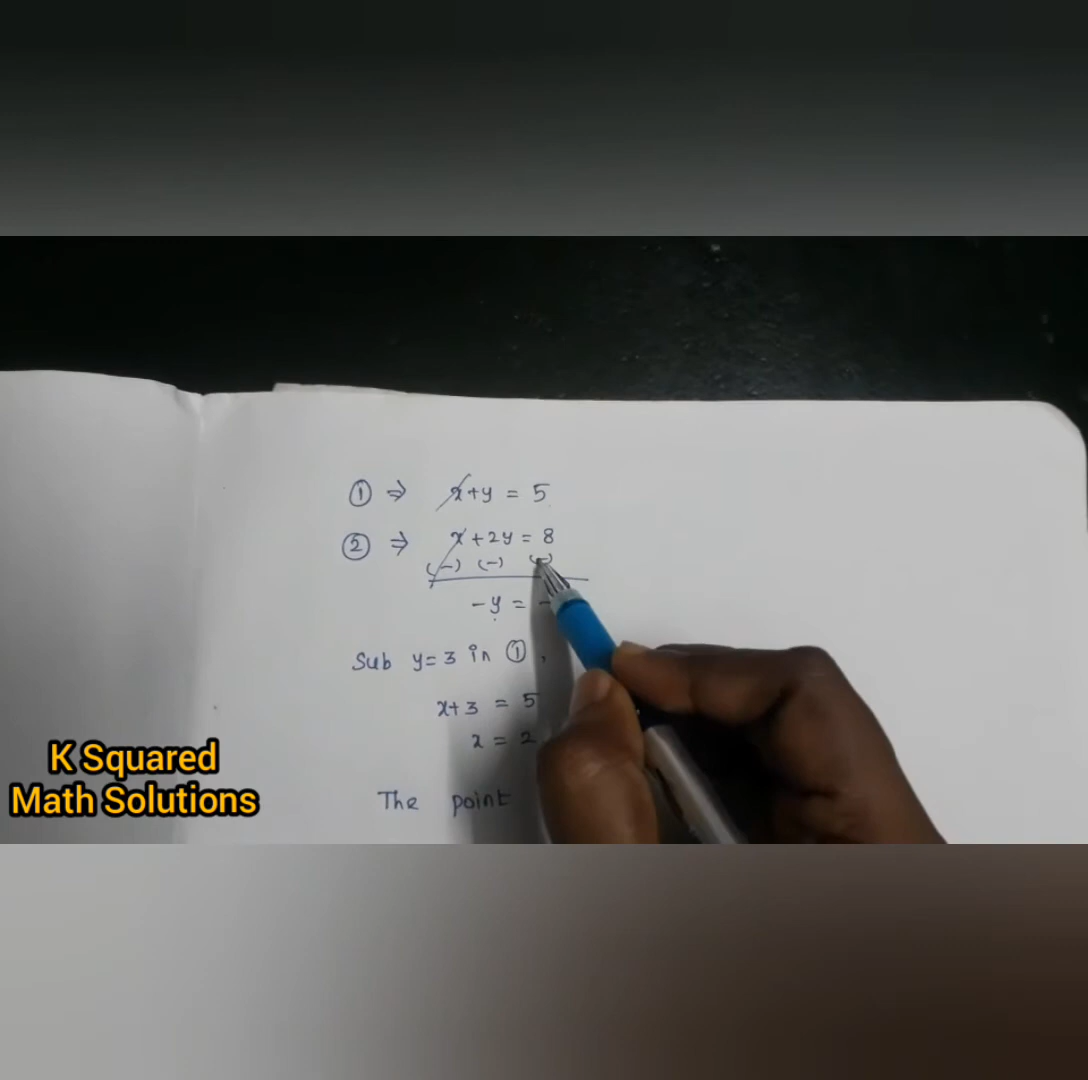 ① ⇒ x+y = 5
② ⇒ x+2y = 8
(-) (-) (-)
-y = -
Sub y=3 in ①,
x+3 = 5
x = 2
The point
K Squared
Math Solutions